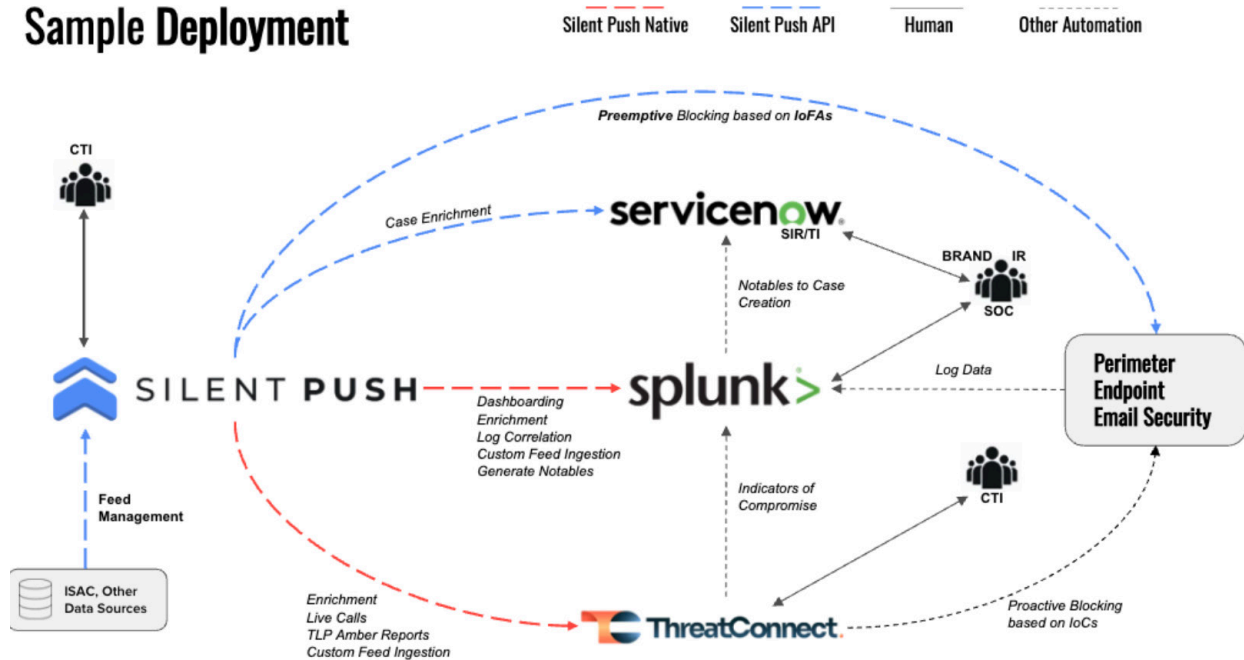 Sample Deployment
Silent Push Native
Silent Push API
Human
Other Automation
Preemptive Blocking based on IoFAs
CTI
Case Enrichment
servicenow
SIR/TI
BRAND IR
SOC
Notables to Case
Creation
SILENT PUSH
splunk>
Log Data
Perimeter
Endpoint
Email Security
Dashboarding
Enrichment
Log Correlation
Custom Feed Ingestion
Generate Notables
Feed
Management
Indicators of
Compromise
CTI
ISAC, Other
Data Sources
Enrichment
Live Calls
TLP Amber Reports
Custom Feed Ingestion
ThreatConnect.
Proactive Blocking
based on IoCs